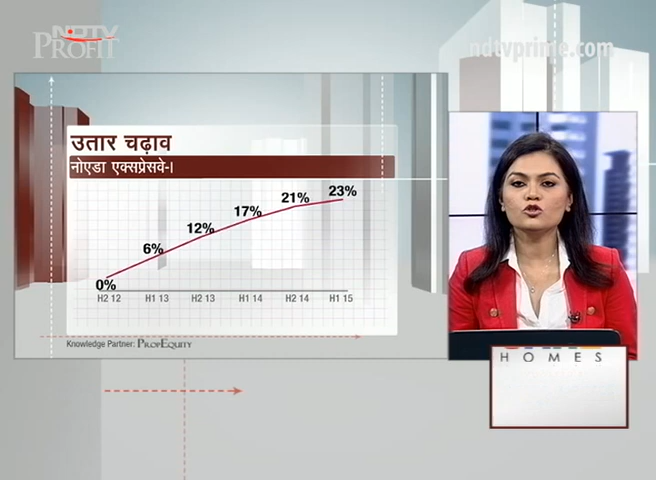 NDTV
PROFIT
ndtvprime.com
उतार चढ़ाव
नोएडा एक्सप्रेसवे-I
0%
6%
12%
17%
21%
23%
H2 12
H1 13
H2 13
H1 14
H2 14
H1 15
Knowledge Partner: PROPEQUITY
HOMES